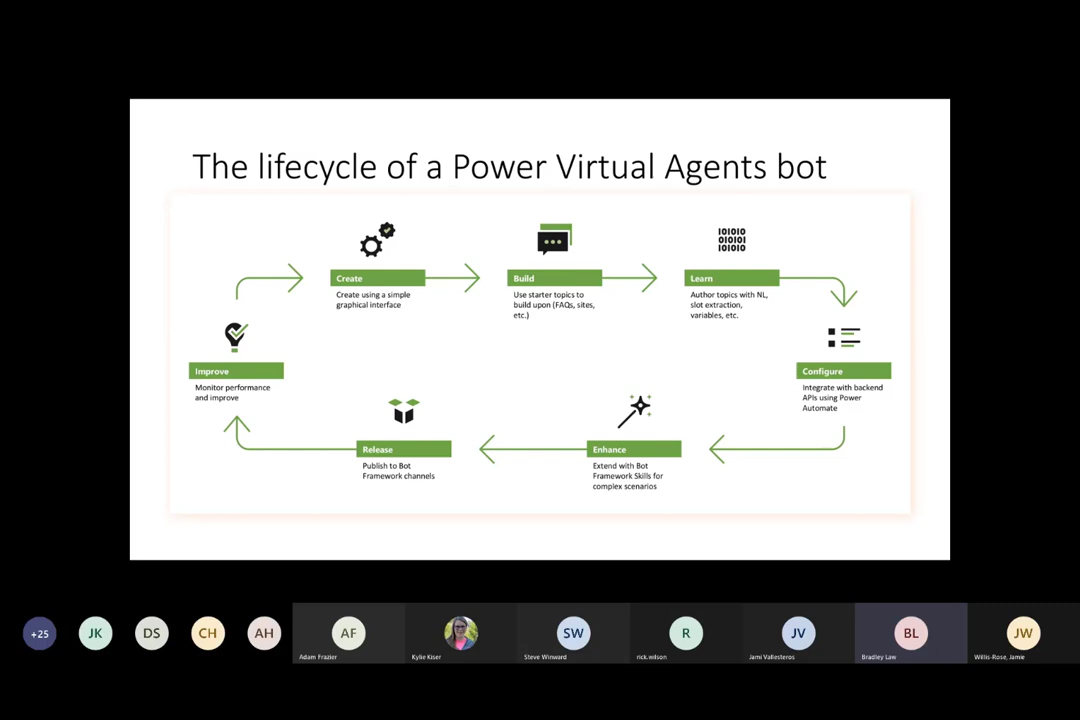 The lifecycle of a Power Virtual Agents bot
IOIOIO
OIOIOI
IOIOIO
Create
Create using a simple
graphical interface
Build
Use starter topics to
build upon (FAQs, sites,
etc.)
Learn
Author topics with NL,
slot extraction,
variables, etc.
Improve
Monitor performance
and improve
Configure
Integrate with backend
APIs using Power
Automate
Release
Publish to Bot
Framework channels
Enhance
Extend with Bot
Framework Skills for
complex scenarios
+25
JK
DS
CH
AH
AF
SW
R
JV
BL
JW
Adam Frazier
Kylie Kiser
Steve Winward
rick.wilson
Jami Vallesteros
Bradley Law
Willis-Rose, Jamie